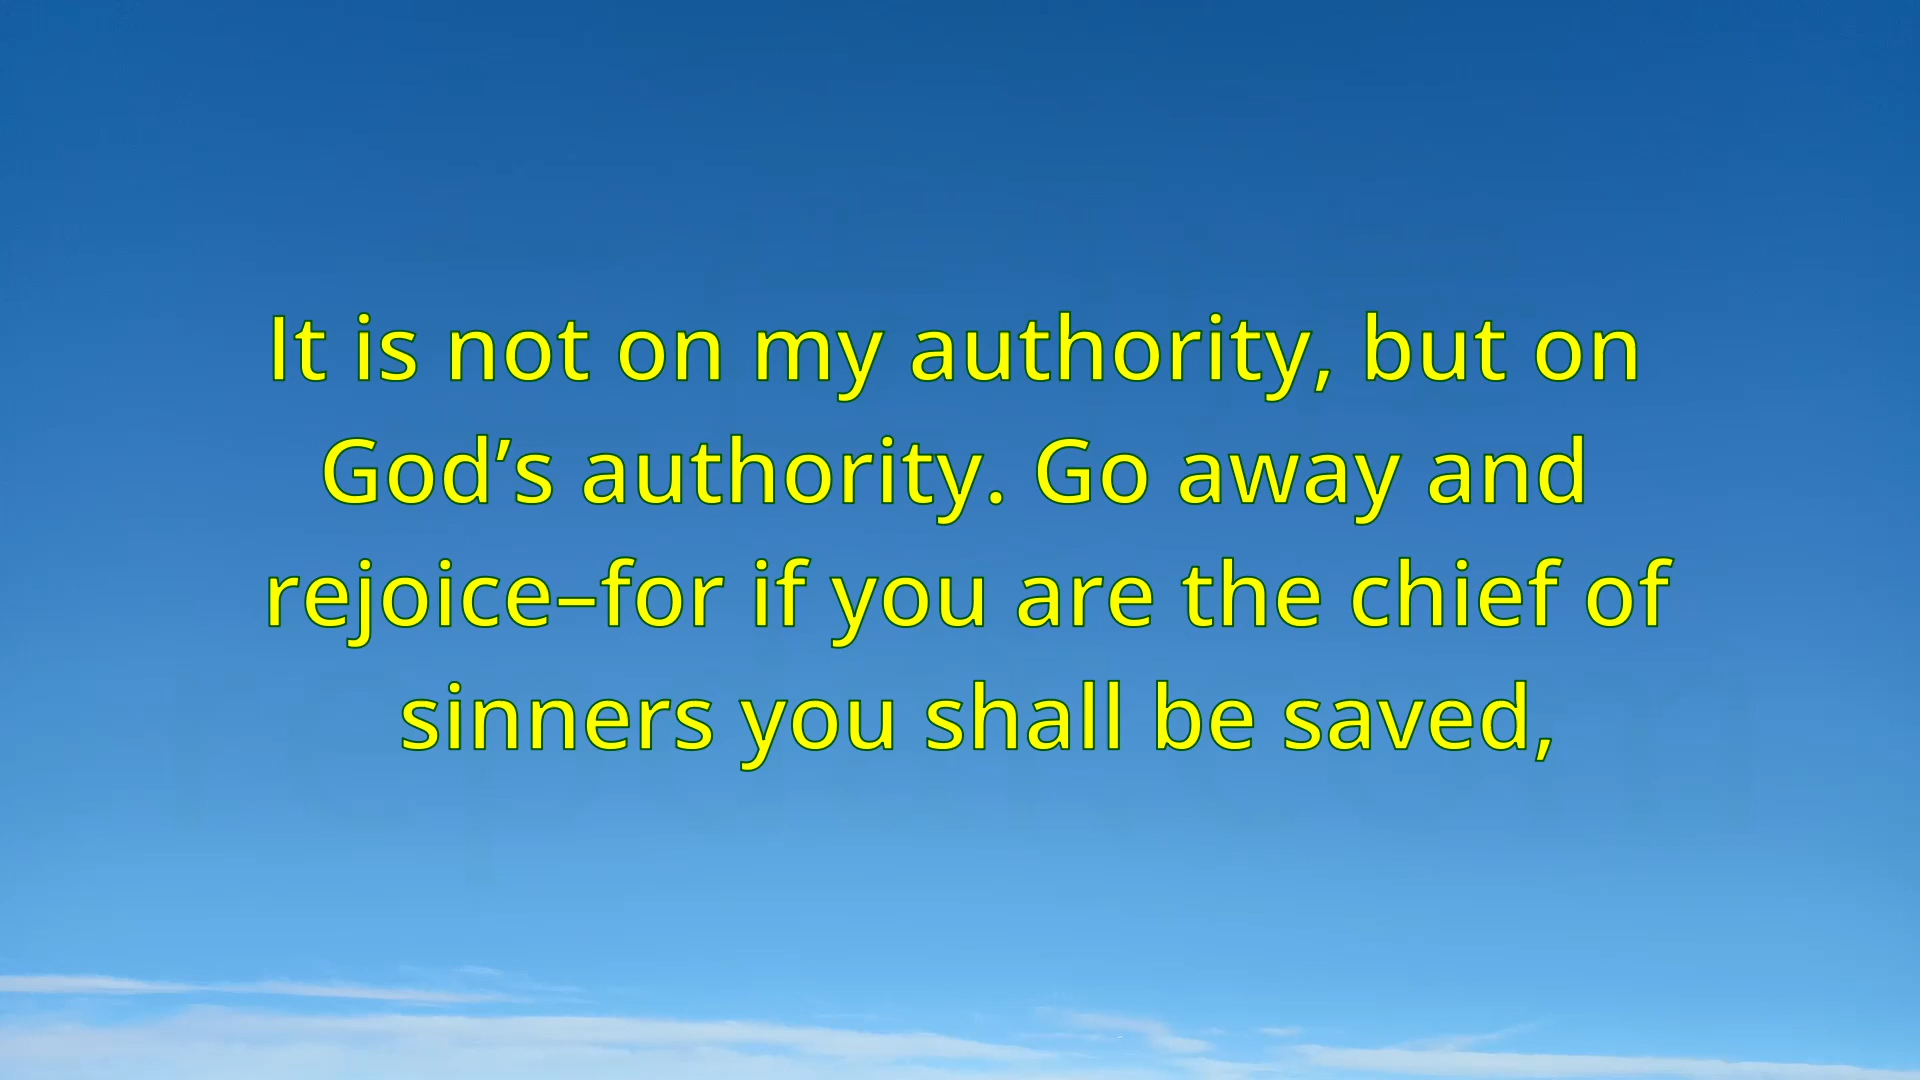 It is not on my authority, but on
God’s authority. Go away and
rejoice–for if you are the chief of
sinners you shall be saved,